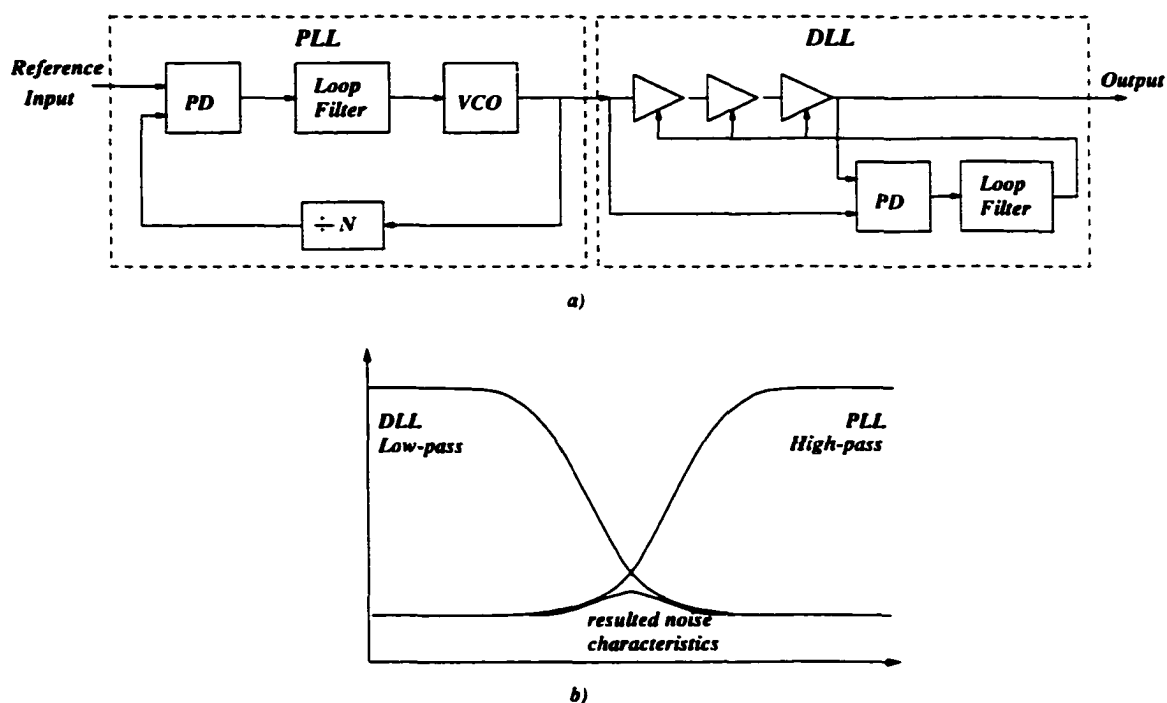 PLL
DLL
Reference
Input
PD
Loop
Filter
VCO
÷ N
Output
PD
Loop
Filter
a)
DLL
Low-pass
PLL
High-pass
resulted noise
characteristics
b)